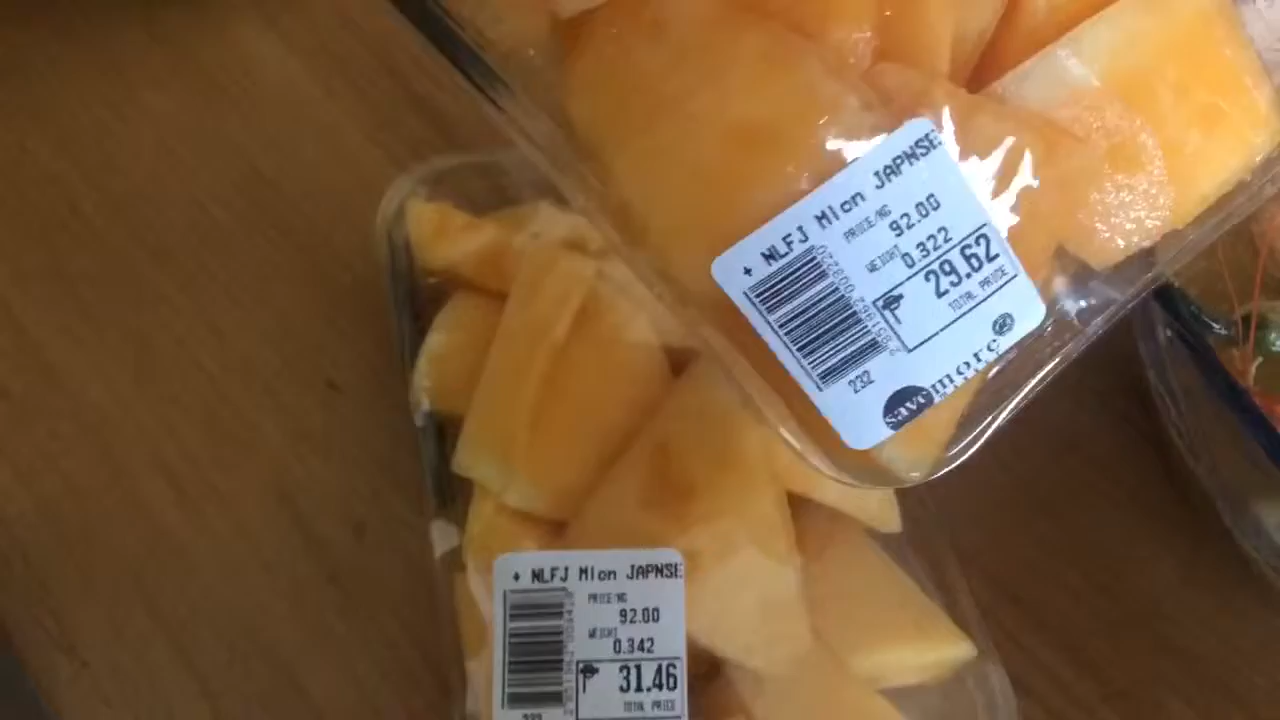 + NLFJ Mlon JAPNSE
PRICE/KG
92.00
WEIGHT
0.322
₱ 29.62
TOTAL PRICE
232
savemore
+ NLFJ Mlon JAPNSE
PRICE/KG
92.00
WEIGHT
0.342
₱ 31.46
TOTAL PRICE